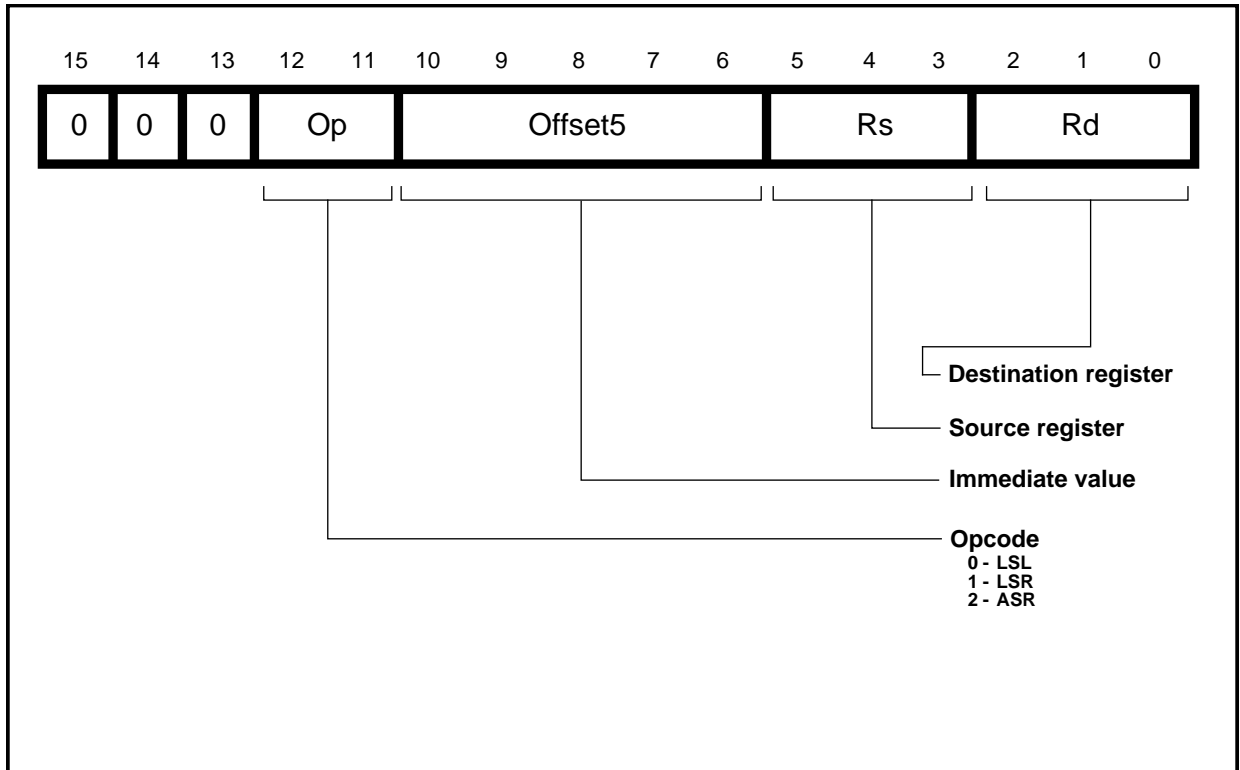 15 14 13 12 11 10 9 8 7 6 5 4 3 2 1 0
0 0 0 Op Offset5 Rs Rd
Destination register
Source register
Immediate value
Opcode
0 - LSL
1 - LSR
2 - ASR